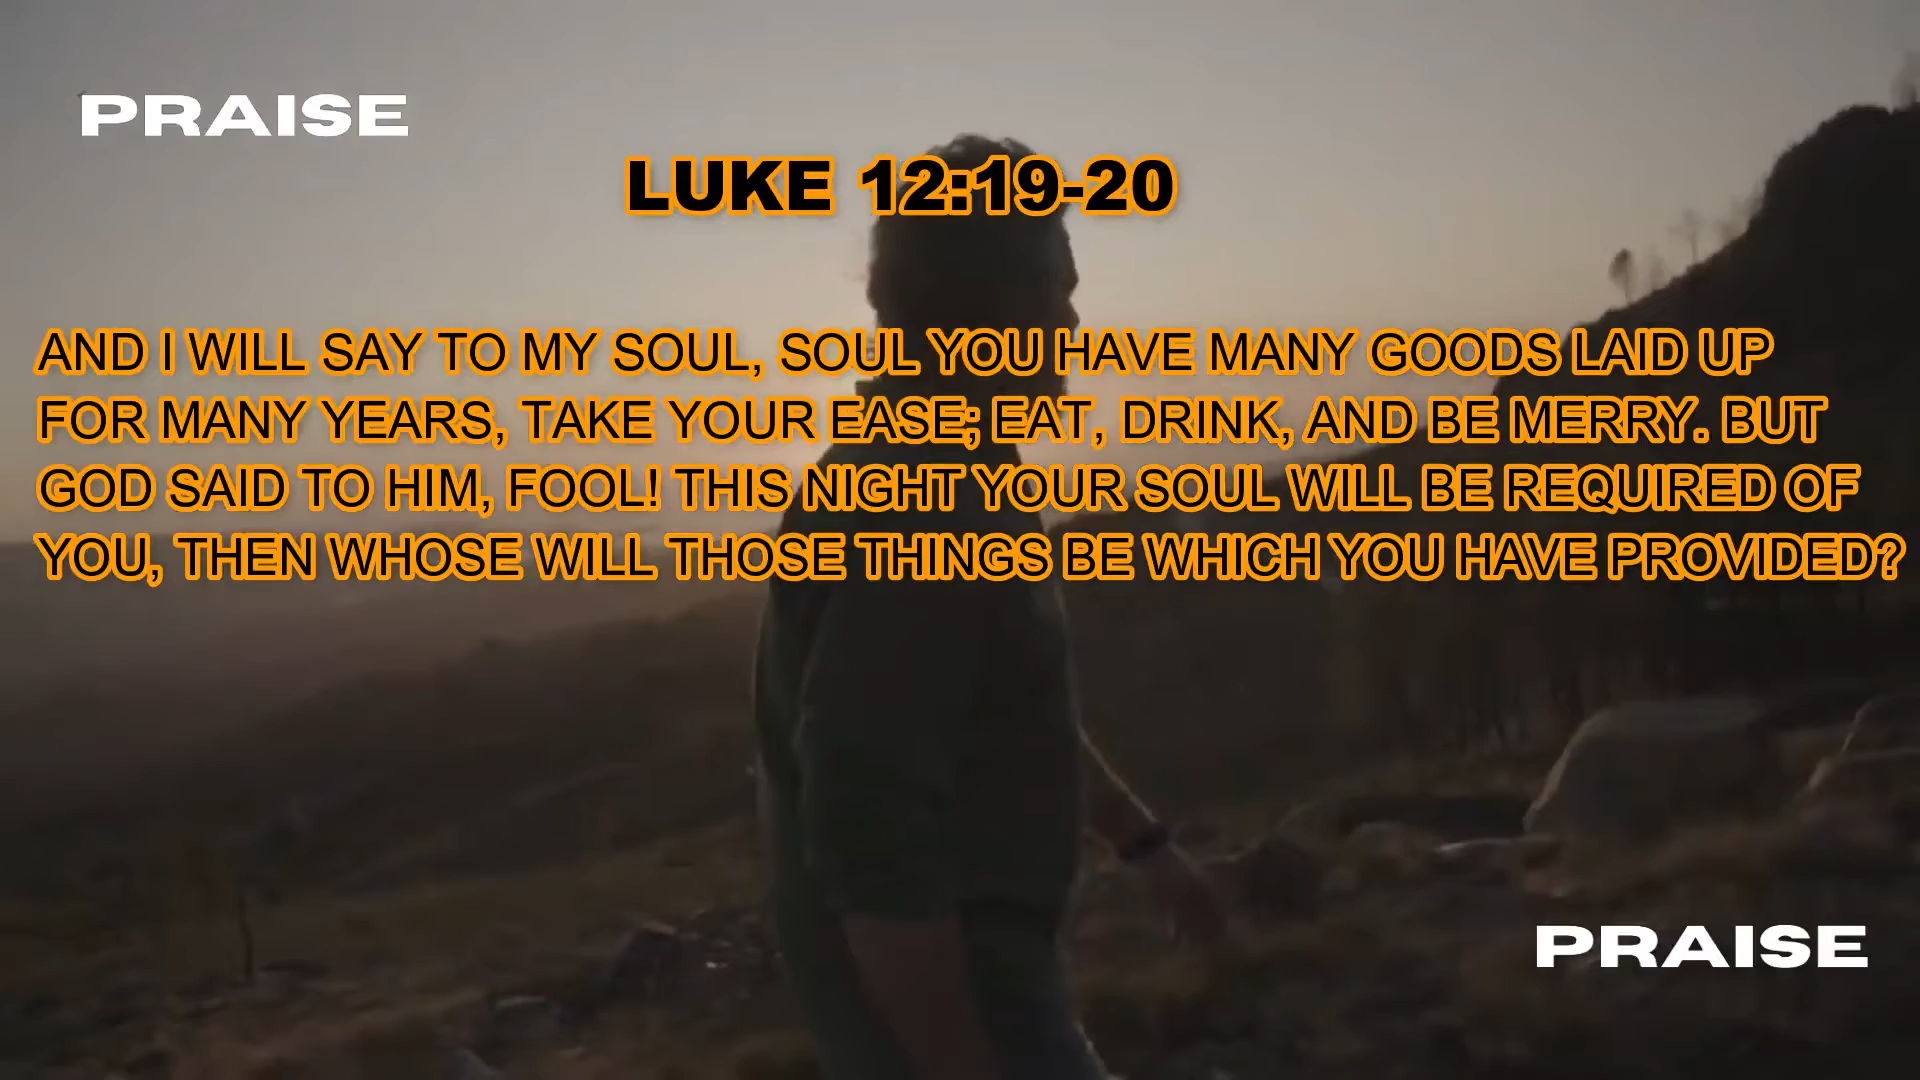 PRAISE
LUKE 12:19-20
AND I WILL SAY TO MY SOUL, SOUL YOU HAVE MANY GOODS LAID UP
FOR MANY YEARS, TAKE YOUR EASE; EAT, DRINK, AND BE MERRY. BUT
GOD SAID TO HIM, FOOL! THIS NIGHT YOUR SOUL WILL BE REQUIRED OF
YOU, THEN WHOSE WILL THOSE THINGS BE WHICH YOU HAVE PROVIDED?
PRAISE